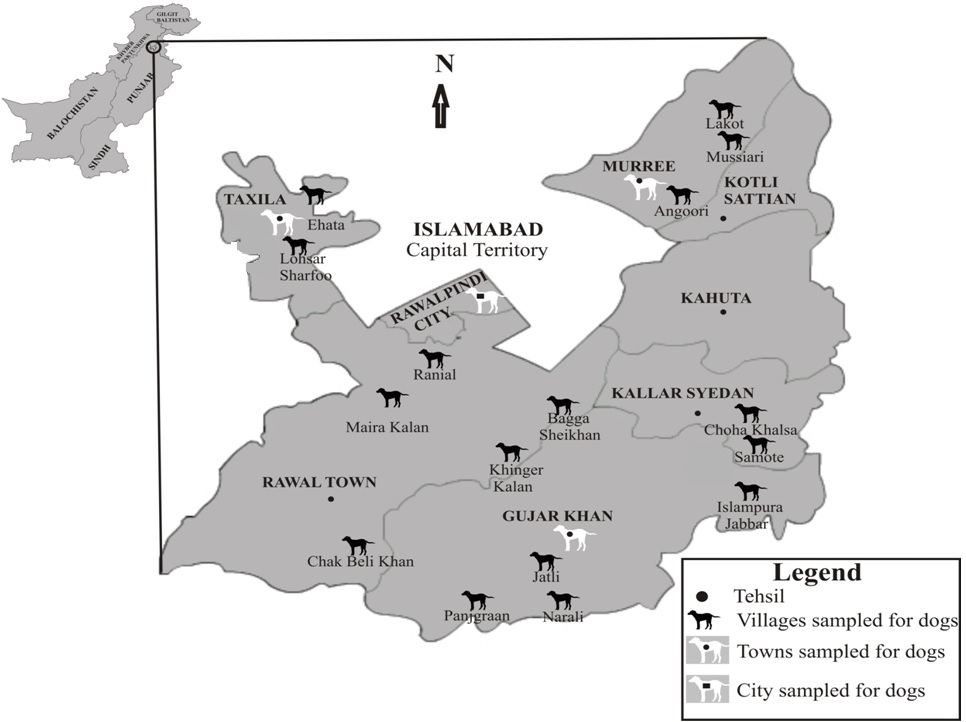 GILGIT
BALTISTAN
KHYBER
PAKTUNKHWA
PUNJAB
BALOCHISTAN
SINDH
N
Lakot
Mussiari
MURREE
KOTLI
SATTIAN
Angoori
TAXILA
Ehata
Lohsar
Sharfoo
ISLAMABAD
Capital Territory
RAWALPINDI
CITY
KAHUTA
Ranial
KALLAR SYEDAN
Maira Kalan
Bagga
Sheikhan
Choha Khalsa
Samote
Khinger
Kalan
RAWAL TOWN
Islampura
Jabbar
GUJAR KHAN
Chak Beli Khan
Jatli
Panjgraan
Narali
Legend
Tehsil
Villages sampled for dogs
Towns sampled for dogs
City sampled for dogs